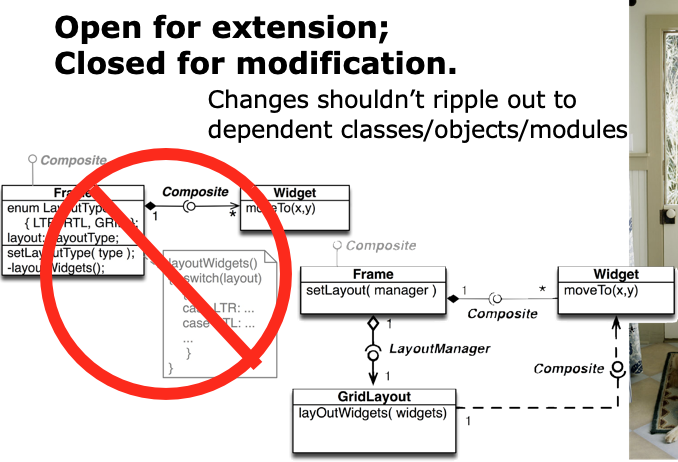 Open for extension;
Closed for modification.
Changes shouldn't ripple out to
dependent classes/objects/modules
Composite
Frame
enum LayoutType
{ LTR, RTL, GRID };
layout: LayoutType;
setLayoutType( type );
-layoutWidgets();
Composite
1
*
Widget
moveTo(x,y)
layoutWidgets()
{ switch(layout)
{
case LTR: ...
case RTL: ...
...
}
}
Composite
Frame
setLayout( manager )
1
*
Composite
Widget
moveTo(x,y)
1
LayoutManager
1
GridLayout
layOutWidgets( widgets)
1
Composite
*